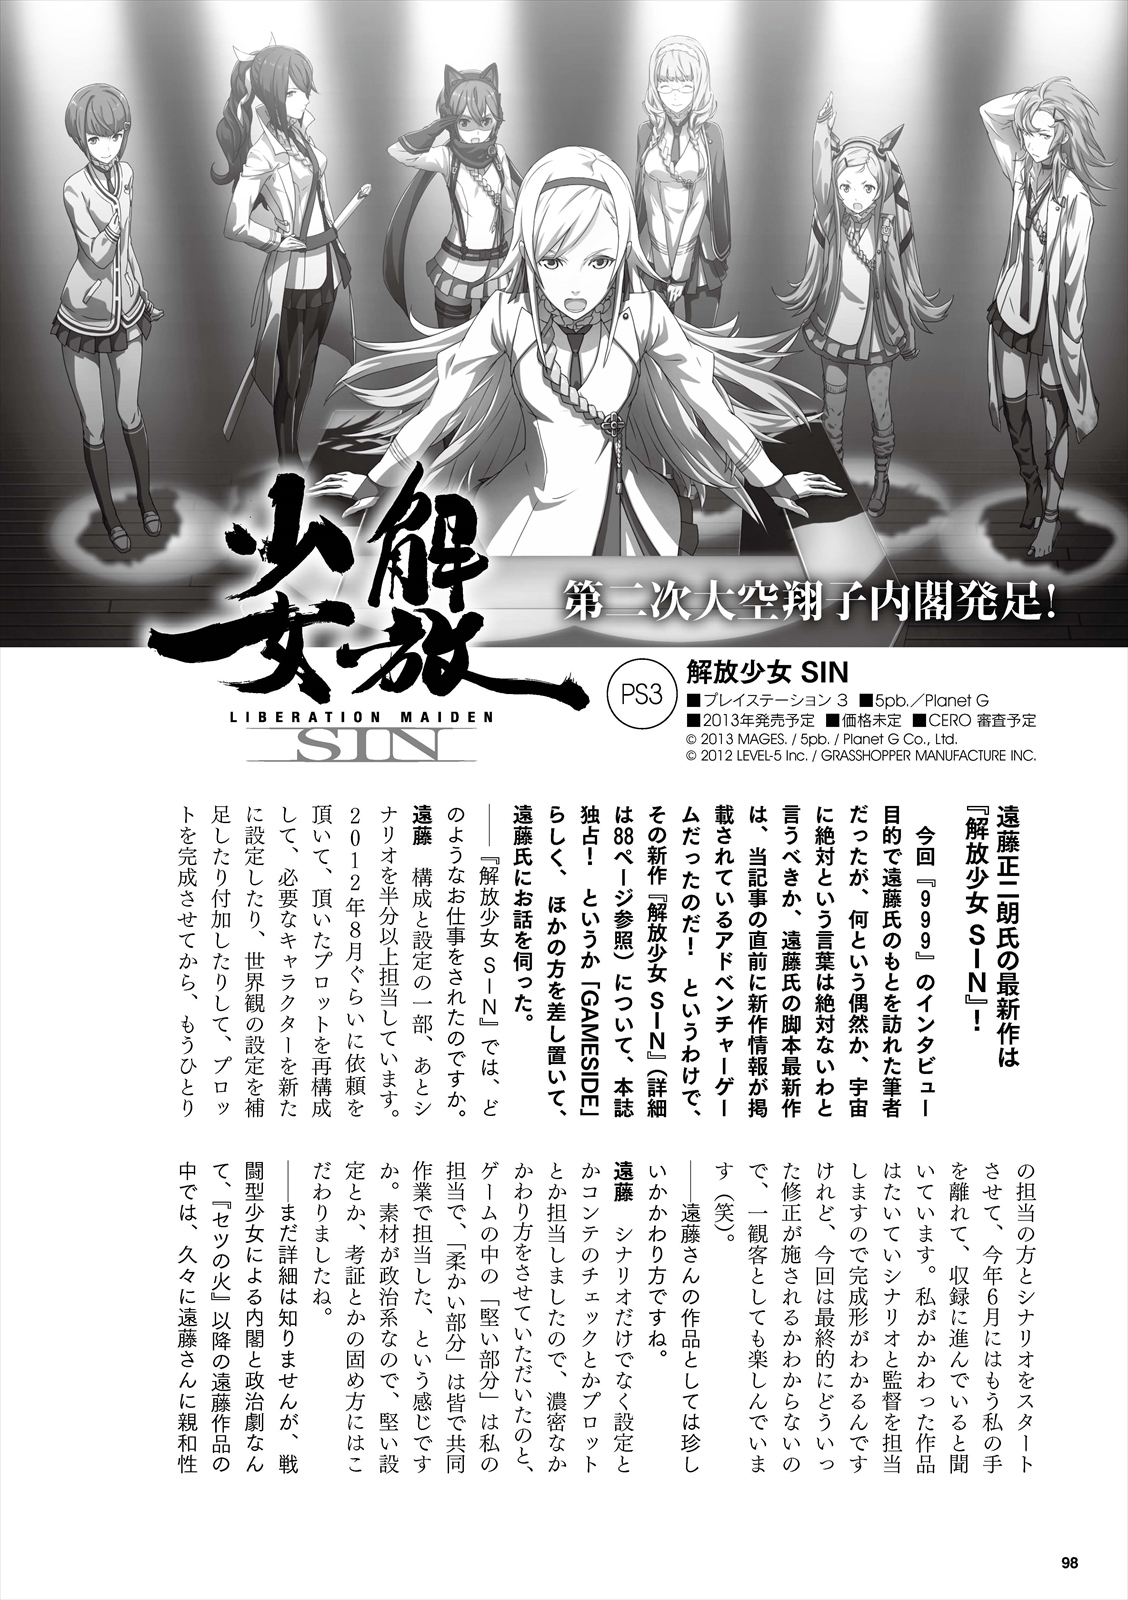 解放
少女
LIBERATION MAIDEN
SIN
第二次大空翔子内閣発足!
PS3
解放少女 SIN
■プレイステーション 3 ■5pb.／Planet G
■2013年発売予定 ■価格未定 ■CERO 審査予定
© 2013 MAGES. / 5pb. / Planet G Co., Ltd.
© 2012 LEVEL-5 Inc. / GRASSHOPPER MANUFACTURE INC.
遠藤正二朗氏の最新作は
『解放少女 SIN』！
今回『999』のインタビュー
目的で遠藤氏のもとを訪れた筆者
だったが、何という偶然か、宇宙
に絶対という言葉は絶対ないわと
言うべきか、遠藤氏の脚本最新作
は、当記事の直前に新作情報が掲
載されているアドベンチャーゲー
ムだったのだ！　というわけで、
その新作『解放少女 SIN』（詳細
は88ページ参照）について、本誌
独占！　というか「GAMESIDE」
らしく、ほかの方を差し置いて、
遠藤氏にお話を伺った。
――『解放少女 SIN』では、ど
のようなお仕事をされたのですか。
遠藤　構成と設定の一部、あとシ
ナリオを半分以上担当しています。
2012年8月ぐらいに依頼を
頂いて、頂いたプロットを再構成
して、必要なキャラクターを新た
に設定したり、世界観の設定を補
足したり付加したりして、プロッ
トを完成させてから、もうひとり
の担当の方とシナリオをスタート
させて、今年6月にはもう私の手
を離れて、収録に進んでいると聞
いています。私がかかわった作品
はたいていシナリオと監督を担当
しますので完成形がわかるんです
けれど、今回は最終的にどういっ
た修正が施されるかわからないの
で、一観客としても楽しんでいま
す（笑）。
――遠藤さんの作品としては珍し
いかかわり方ですね。
遠藤　シナリオだけでなく設定と
かコンテのチェックとかプロット
とか担当しましたので、濃密なか
かわり方をさせていただいたのと、
ゲームの中の「堅い部分」は私の
担当で、「柔かい部分」は皆で共同
作業で担当した、という感じです
か。素材が政治系なので、堅い設
定とか、考証とかの固め方にはこ
だわりましたね。
――まだ詳細は知りませんが、戦
闘型少女による内閣と政治劇なん
て、『セツの火』以降の遠藤作品の
中では、久々に遠藤さんに親和性
98